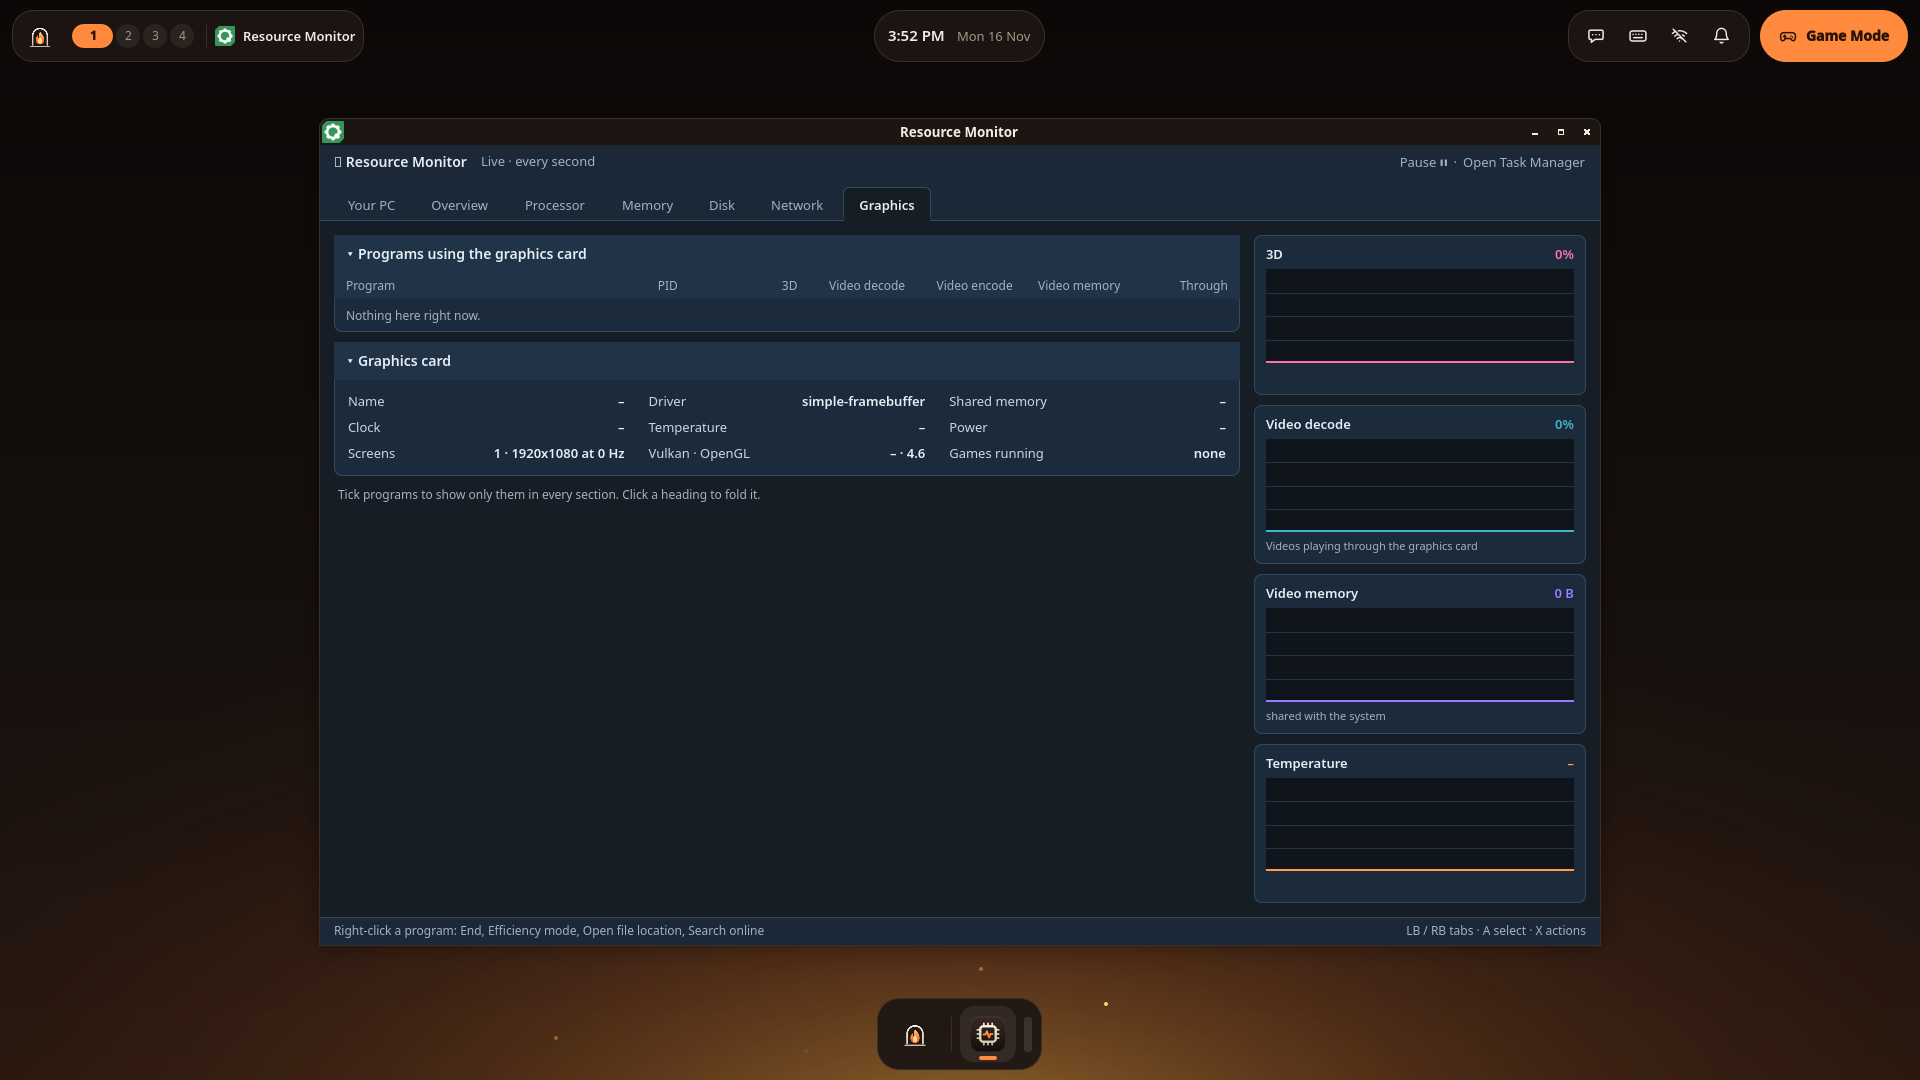 1 2 3 4 Resource Monitor
3:52 PM Mon 16 Nov
Game Mode
Resource Monitor
Resource Monitor Live · every second
Pause · Open Task Manager
Your PC Overview Processor Memory Disk Network Graphics
Programs using the graphics card
Program PID 3D Video decode Video encode Video memory Through
Nothing here right now.
Graphics card
Name – Driver simple-framebuffer Shared memory –
Clock – Temperature – Power –
Screens 1 · 1920x1080 at 0 Hz Vulkan · OpenGL – · 4.6 Games running none
Tick programs to show only them in every section. Click a heading to fold it.
3D 0%
Video decode 0%
Videos playing through the graphics card
Video memory 0 B
shared with the system
Temperature –
Right-click a program: End, Efficiency mode, Open file location, Search online
LB / RB tabs · A select · X actions